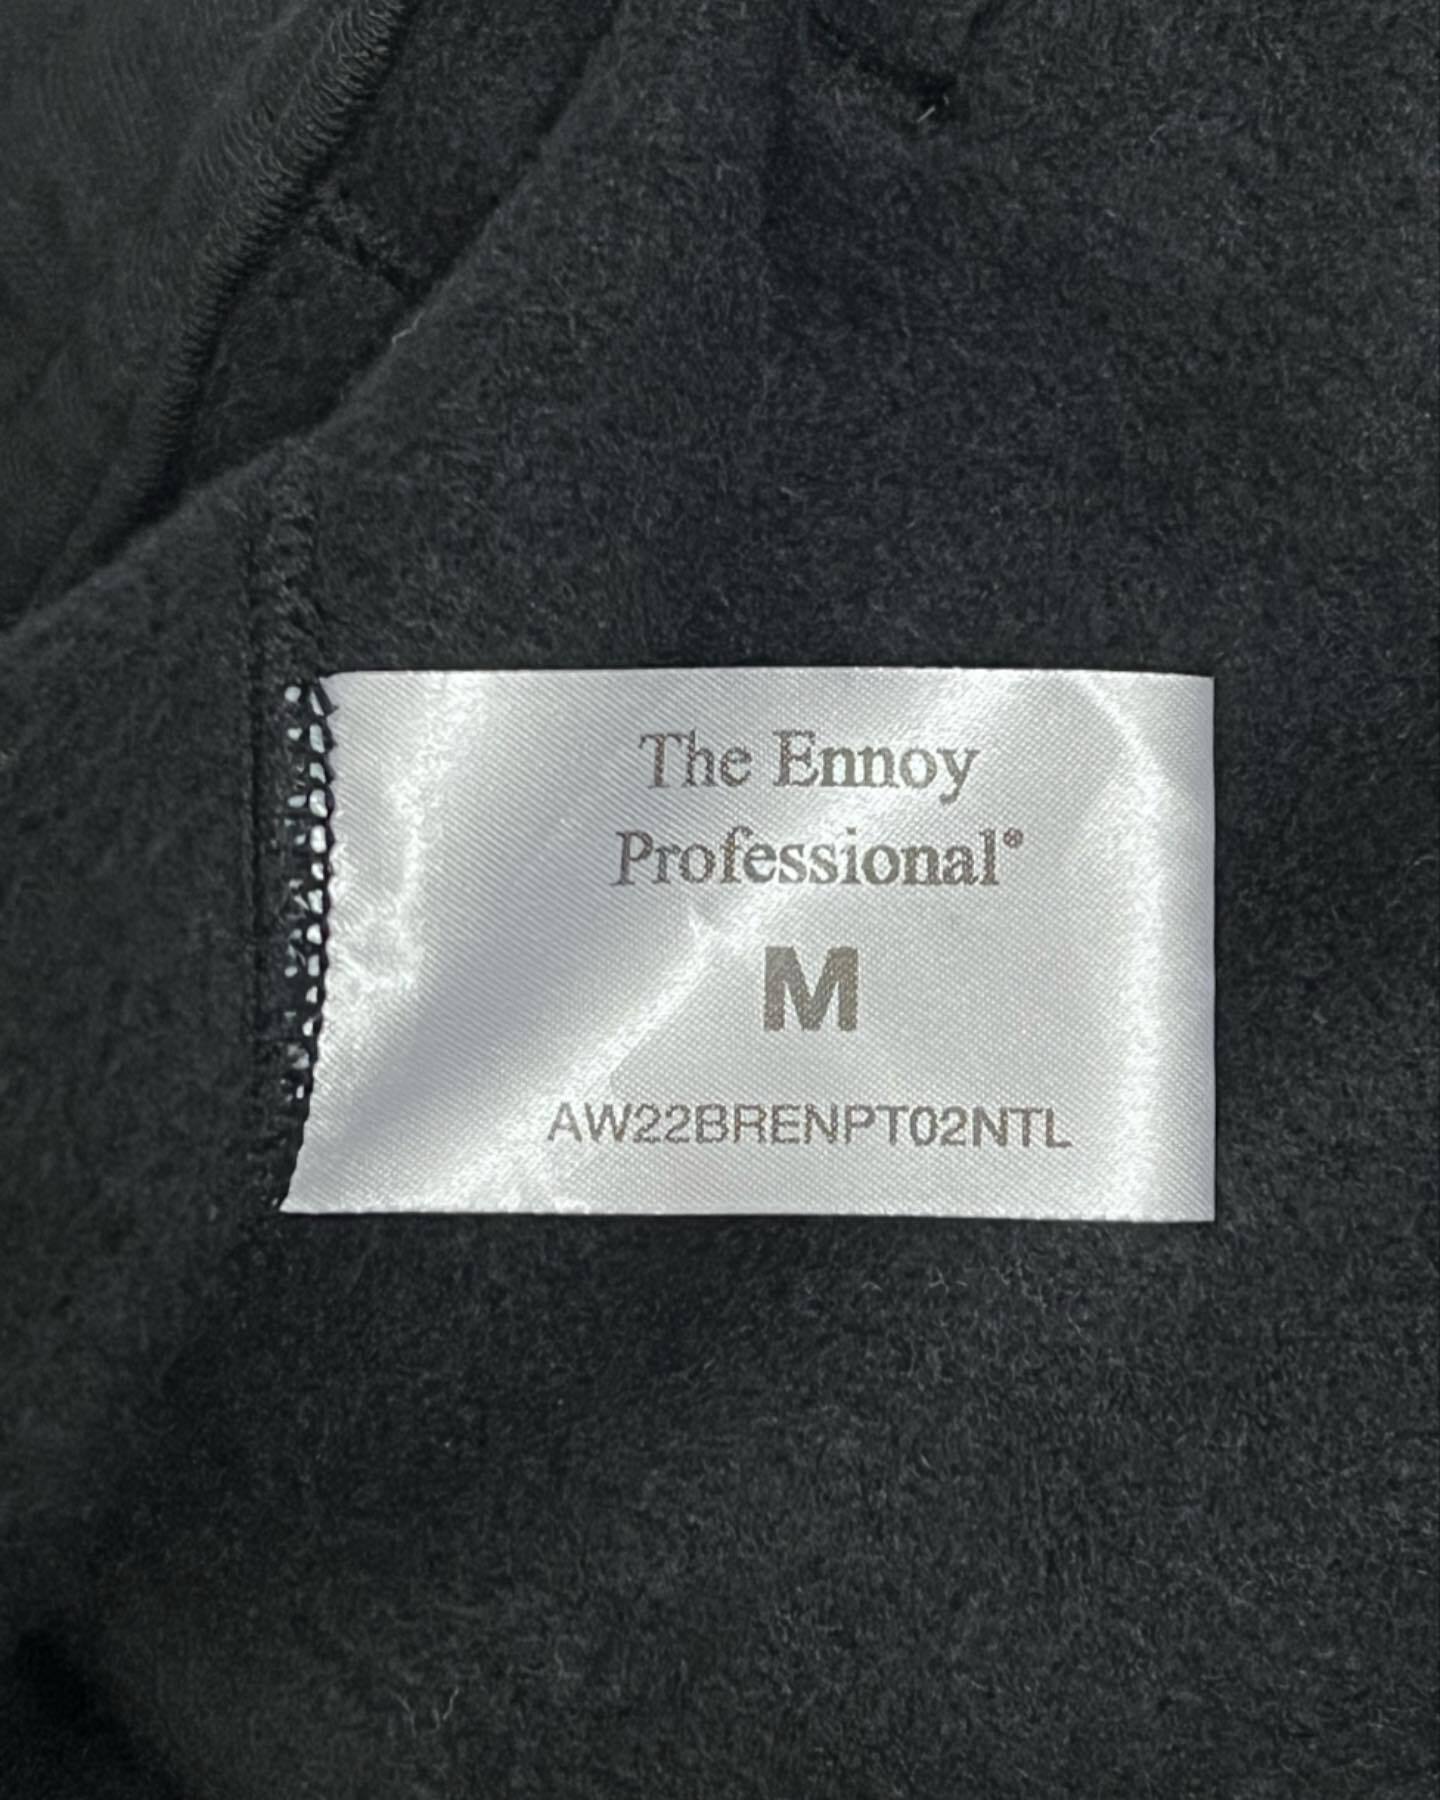 The Ennoy
Professional®
M
AW22BRENPT02NTL